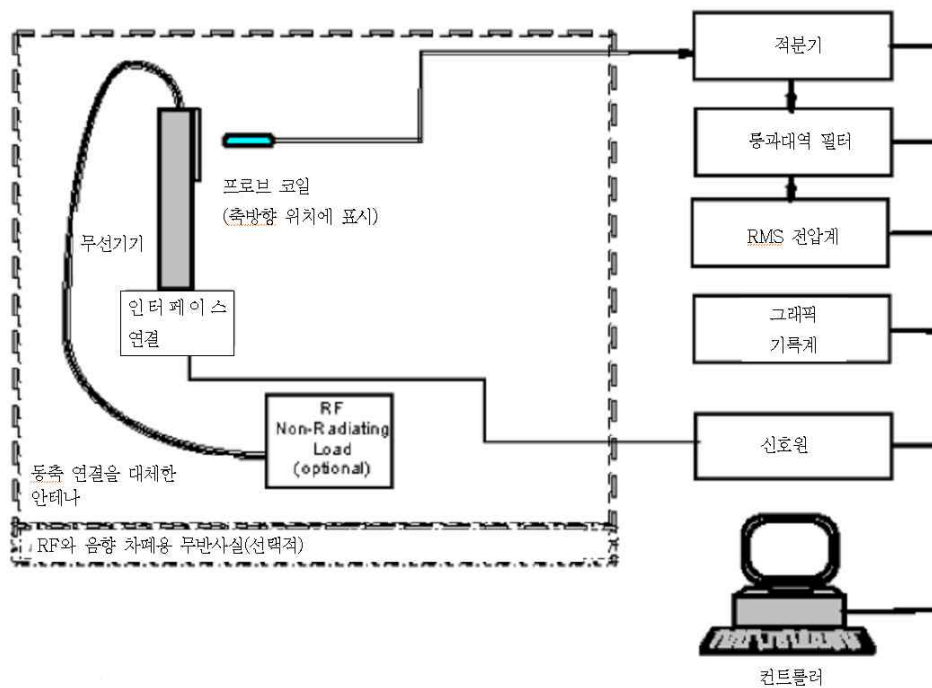 적분기
통과대역 필터
RMS 전압계
그래픽
기록계
신호원
컨트롤러
프로브 코일
(축방향 위치에 표시)
무선기기
인터페이스
연결
RF
Non-Radiating
Load
(optional)
동축 연결을 대체한
안테나
RF와 음향 차폐용 무반사실(선택적)